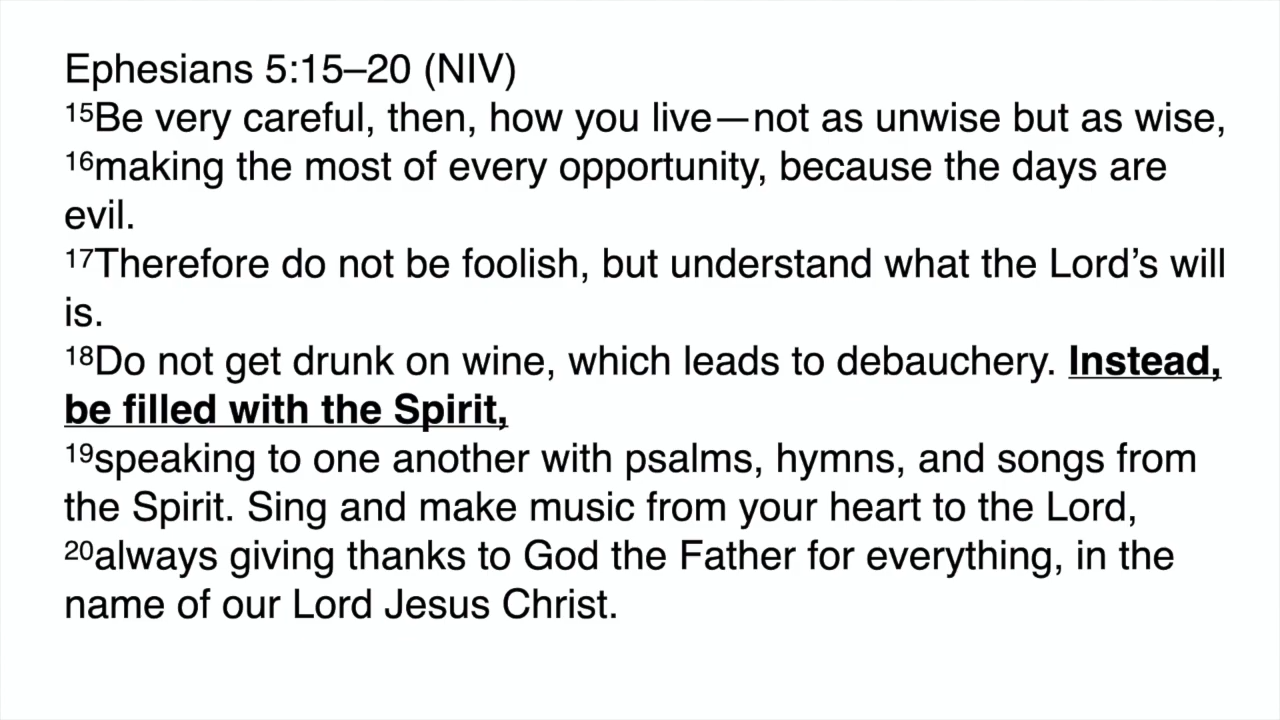 Ephesians 5:15–20 (NIV)
15Be very careful, then, how you live—not as unwise but as wise,
16making the most of every opportunity, because the days are
evil.
17Therefore do not be foolish, but understand what the Lord’s will
is.
18Do not get drunk on wine, which leads to debauchery. Instead,
be filled with the Spirit,
19speaking to one another with psalms, hymns, and songs from
the Spirit. Sing and make music from your heart to the Lord,
20always giving thanks to God the Father for everything, in the
name of our Lord Jesus Christ.